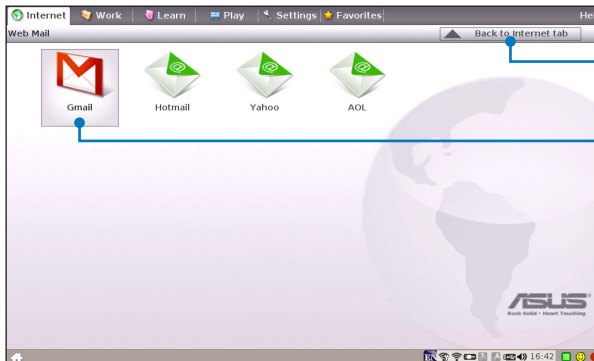 Internet Work Learn Play Settings Favorites He
Web Mail Back to Internet tab
Gmail Hotmail Yahoo AOL
ASUS
Rock Solid • Heart Touching
EN 16:42